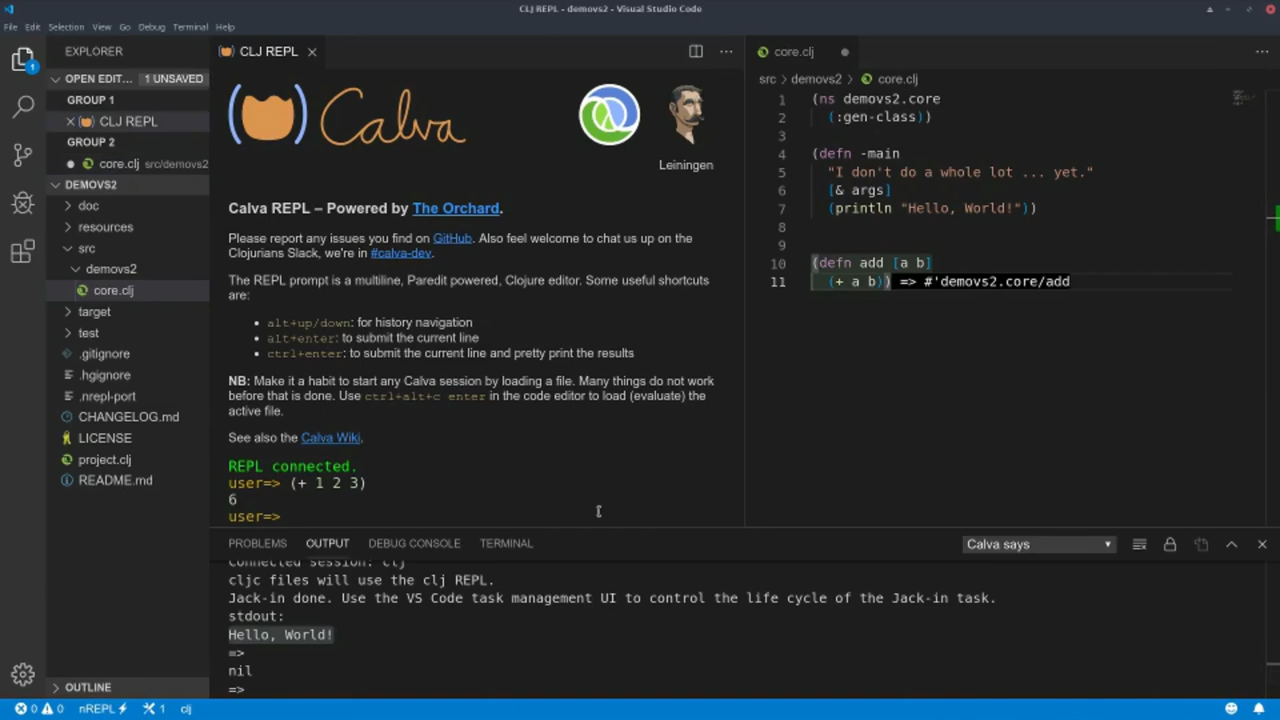 CLJ REPL - demovs2 - Visual Studio Code
File Edit Selection View Go Debug Terminal Help
EXPLORER
OPEN EDIT... 1 UNSAVED
GROUP 1
CLJ REPL
GROUP 2
core.clj src/demovs2
DEMOVS2
doc
resources
src
demovs2
core.clj
target
test
.gitignore
.hgignore
.nrepl-port
CHANGELOG.md
LICENSE
project.clj
README.md
OUTLINE
CLJ REPL
Calva
Leiningen
Calva REPL – Powered by The Orchard.
Please report any issues you find on GitHub. Also feel welcome to chat us up on the
Clojurians Slack, we're in #calva-dev.
The REPL prompt is a multiline, Paredit powered, Clojure editor. Some useful shortcuts
are:
• alt+up/down: for history navigation
• alt+enter: to submit the current line
• ctrl+enter: to submit the current line and pretty print the results
NB: Make it a habit to start any Calva session by loading a file. Many things do not work
before that is done. Use ctrl+alt+c enter in the code editor to load (evaluate) the
active file.
See also the Calva Wiki.
REPL connected.
user=> (+ 1 2 3)
6
user=>
core.clj
src > demovs2 > core.clj
1 (ns demovs2.core
2 (:gen-class))
3
4 (defn -main
5 "I don't do a whole lot ... yet."
6 [& args]
7 (println "Hello, World!"))
8
9
10 (defn add [a b]
11 (+ a b)) => #'demovs2.core/add
PROBLEMS OUTPUT DEBUG CONSOLE TERMINAL
Calva says
Connected session: clj
cljc files will use the clj REPL.
Jack-in done. Use the VS Code task management UI to control the life cycle of the Jack-in task.
stdout:
Hello, World!
=>
nil
=>
0 0 nREPL 1 clj